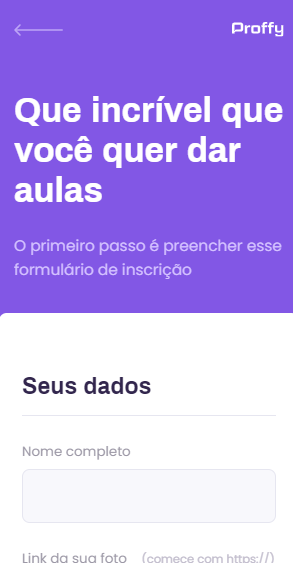 Proffy
Que incrível que
você quer dar
aulas
O primeiro passo é preencher esse
formulário de inscrição
Seus dados
Nome completo
Link da sua foto (comece com https://)